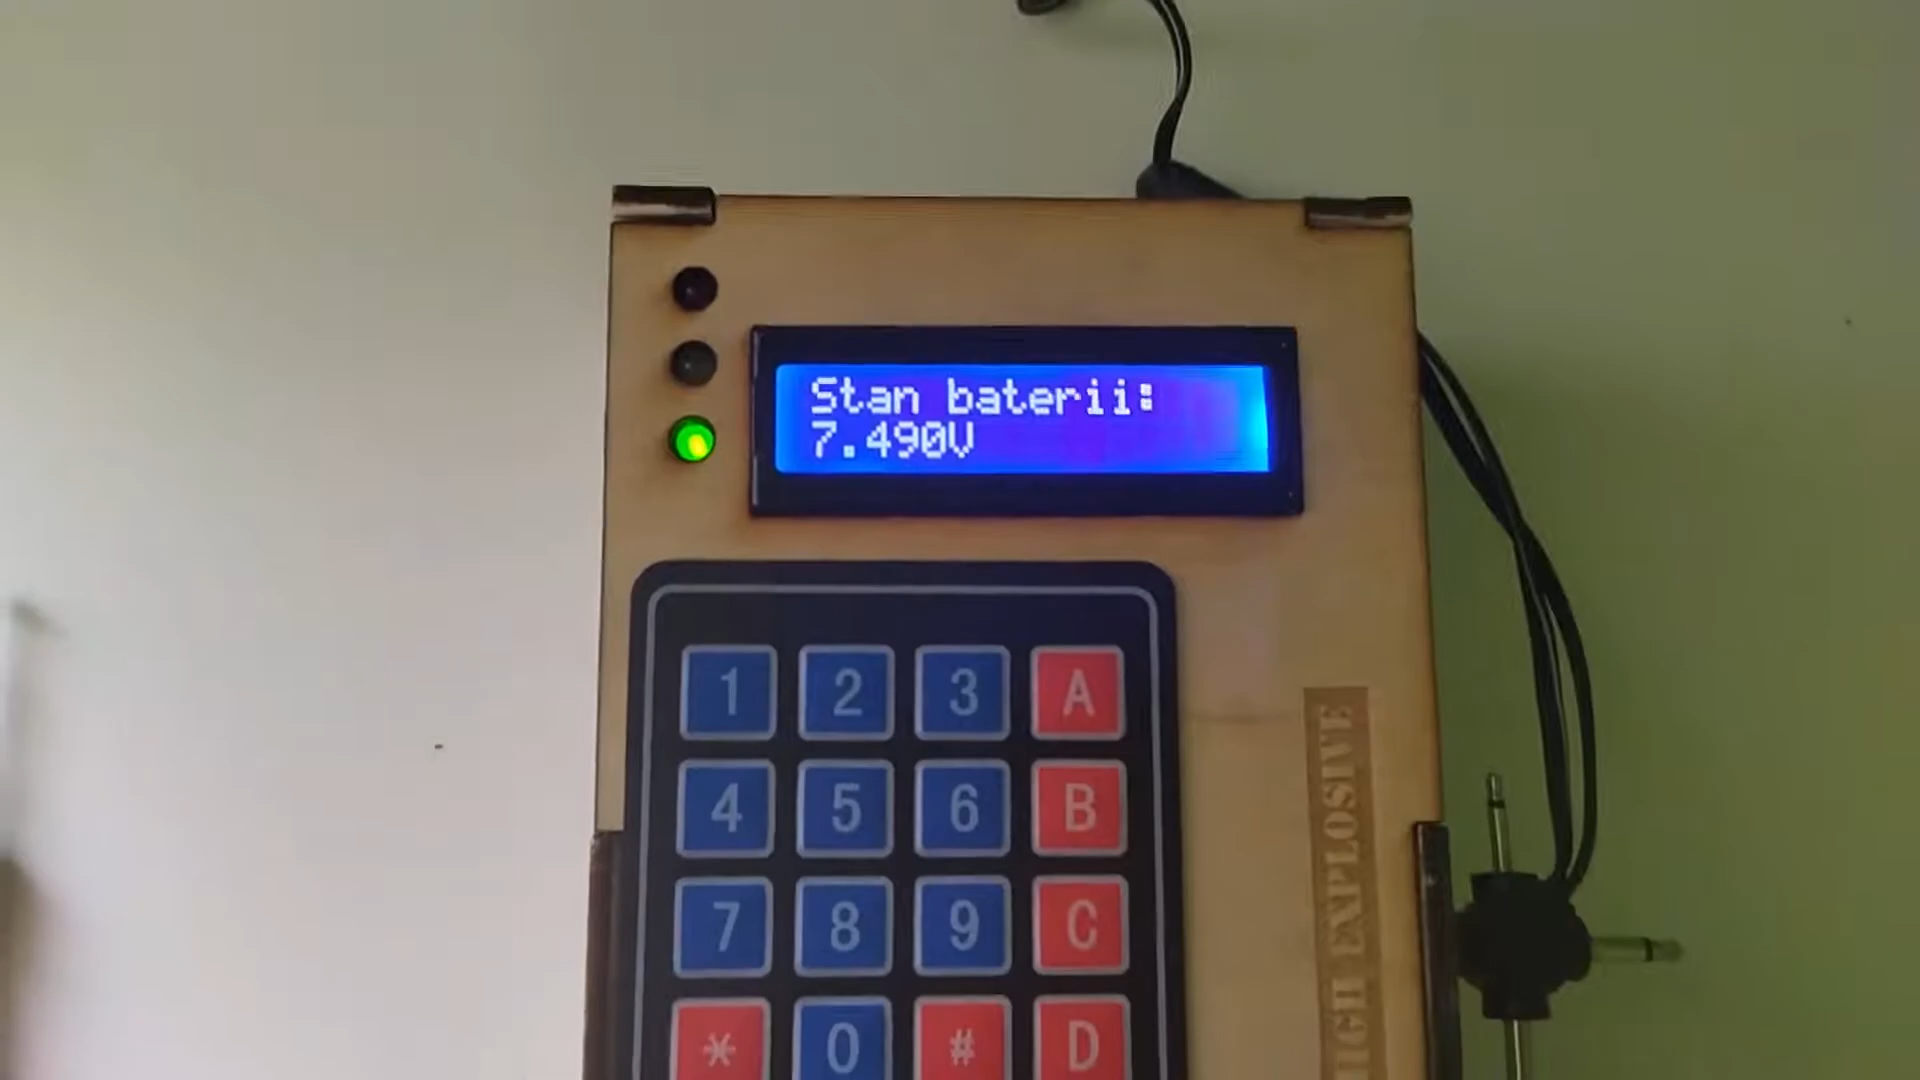 Stan baterii:
7.490V
1 2 3 A
4 5 6 B
7 8 9 C
* 0 # D
HIGH EXPLOSIVE